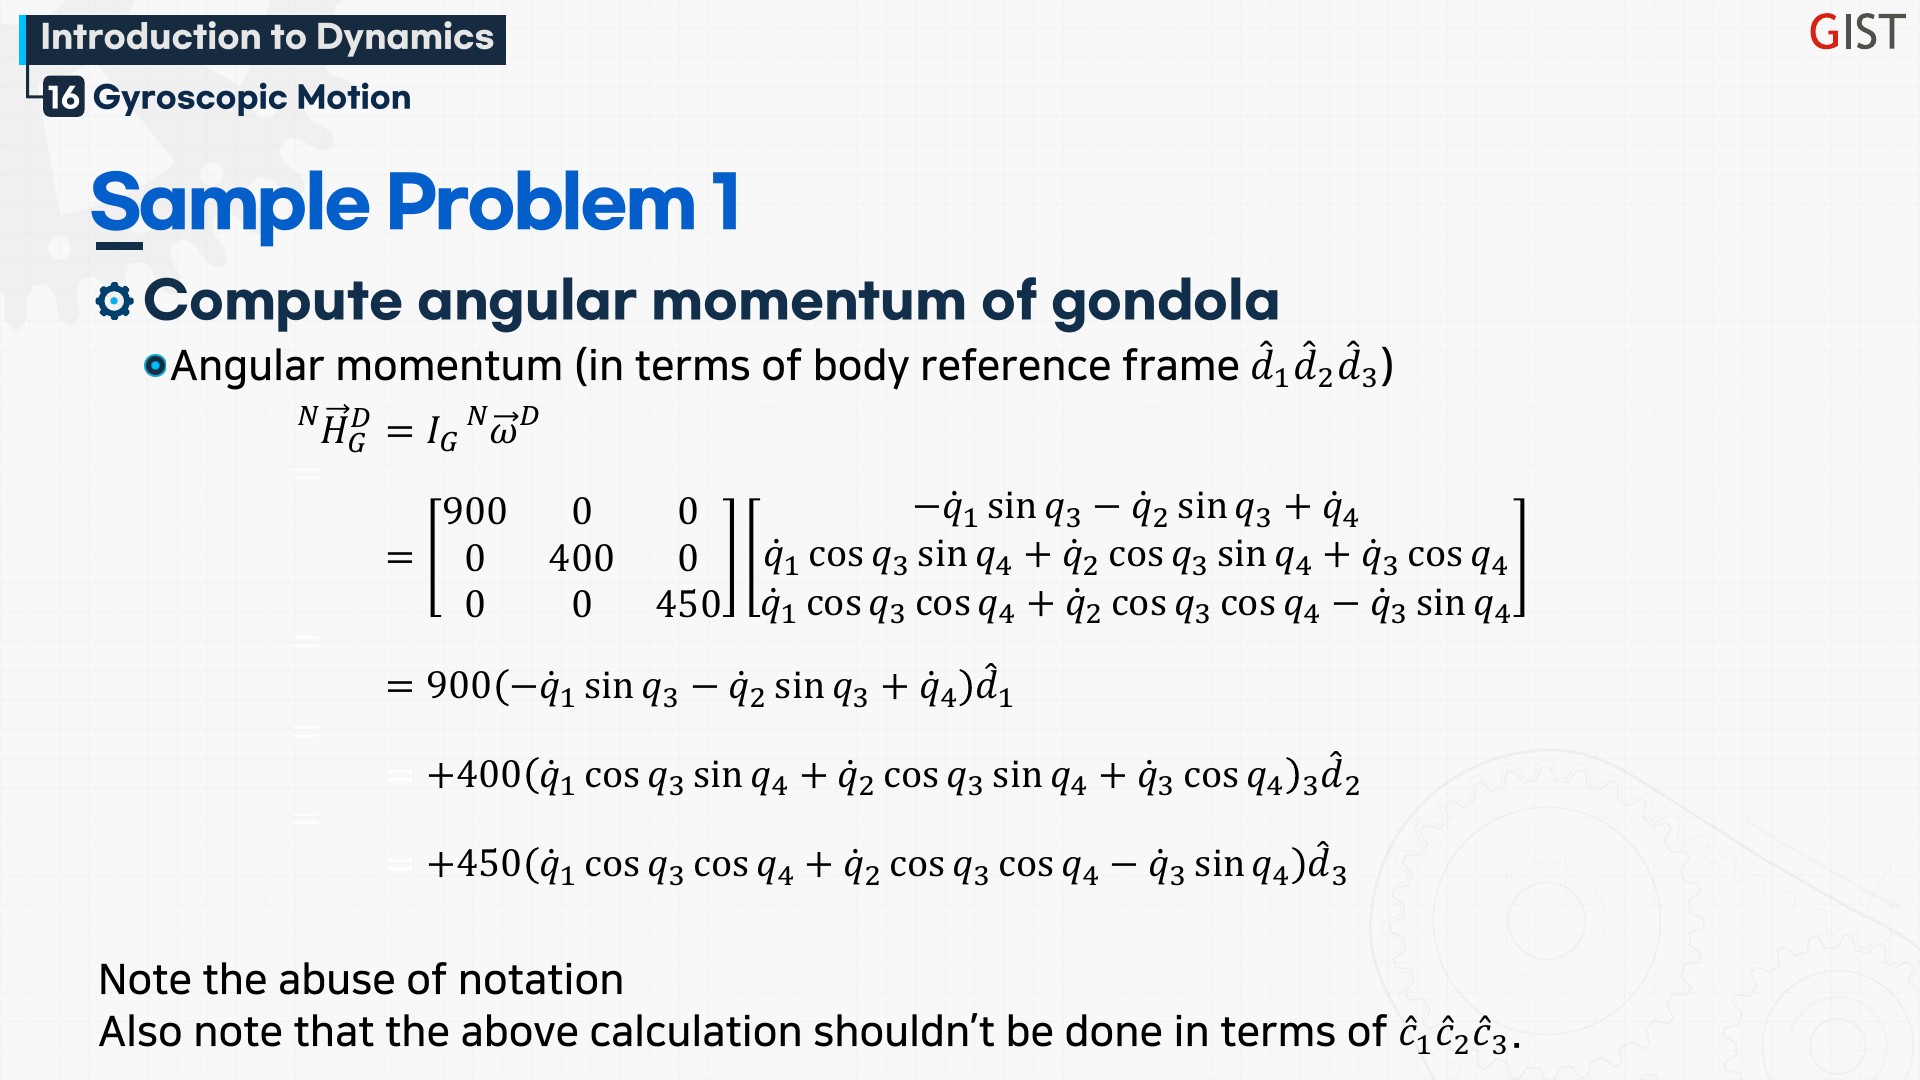 Introduction to Dynamics
GIST
16 Gyroscopic Motion
Sample Problem 1
Compute angular momentum of gondola
Angular momentum (in terms of body reference frame d̂₁d̂₂d̂₃)
ᴺH⃗_Gᴰ = I_G ᴺω⃗ᴰ
= [900 0 0; 0 400 0; 0 0 450] [−q̇₁ sin q₃ − q̇₂ sin q₃ + q̇₄; q̇₁ cos q₃ sin q₄ + q̇₂ cos q₃ sin q₄ + q̇₃ cos q₄; q̇₁ cos q₃ cos q₄ + q̇₂ cos q₃ cos q₄ − q̇₃ sin q₄]
= 900(−q̇₁ sin q₃ − q̇₂ sin q₃ + q̇₄)d̂₁
+400(q̇₁ cos q₃ sin q₄ + q̇₂ cos q₃ sin q₄ + q̇₃ cos q₄)₃d̂₂
+450(q̇₁ cos q₃ cos q₄ + q̇₂ cos q₃ cos q₄ − q̇₃ sin q₄)d̂₃
Note the abuse of notation
Also note that the above calculation shouldn’t be done in terms of ĉ₁ĉ₂ĉ₃.